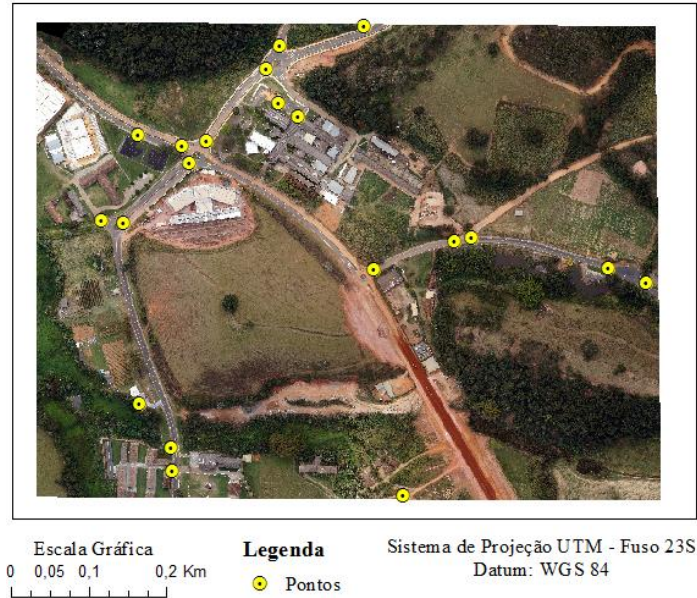 Escala Gráfica
0 0,05 0,1 0,2 Km
Legenda
Pontos
Sistema de Projeção UTM - Fuso 23S
Datum: WGS 84